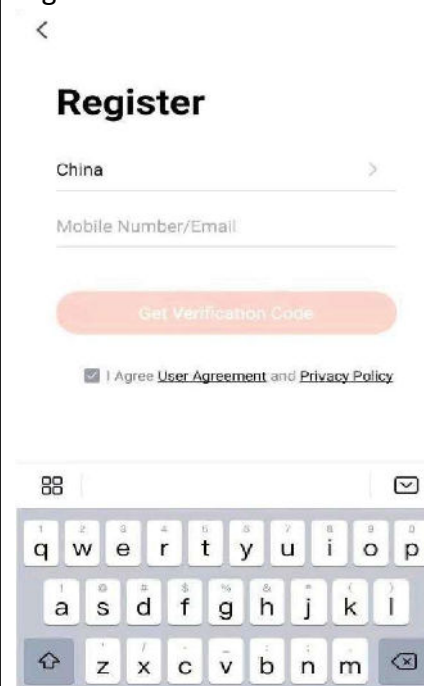 Register
China
Mobile Number/Email
Get Verification Code
I Agree User Agreement and Privacy Policy
q w e r t y u i o p
a s d f g h j k l
z x c v b n m